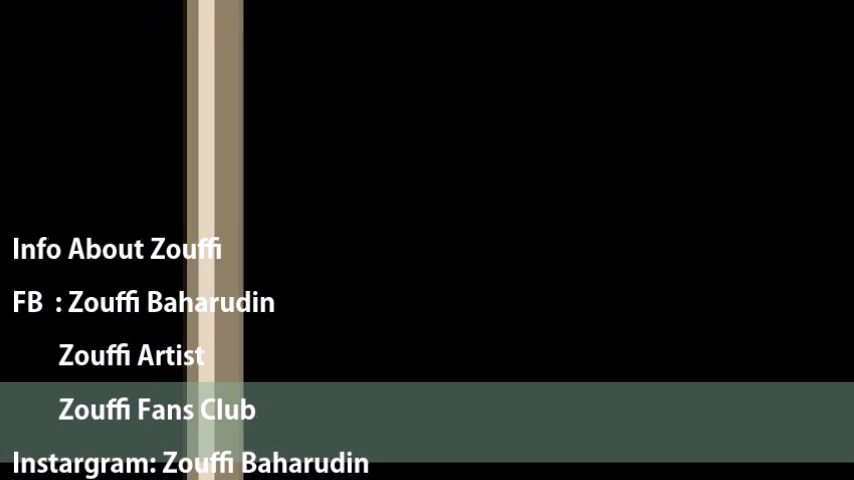 Info About Zouffi
FB : Zouffi Baharudin
Zouffi Artist
Zouffi Fans Club
Instargram: Zouffi Baharudin